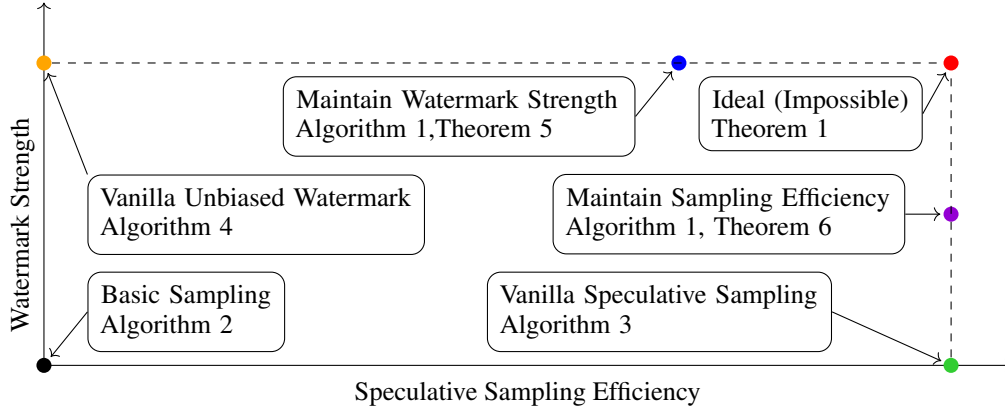 Maintain Watermark Strength
Algorithm 1,Theorem 5
Ideal (Impossible)
Theorem 1
Vanilla Unbiased Watermark
Algorithm 4
Maintain Sampling Efficiency
Algorithm 1, Theorem 6
Basic Sampling
Algorithm 2
Vanilla Speculative Sampling
Algorithm 3
Watermark Strength
Speculative Sampling Efficiency